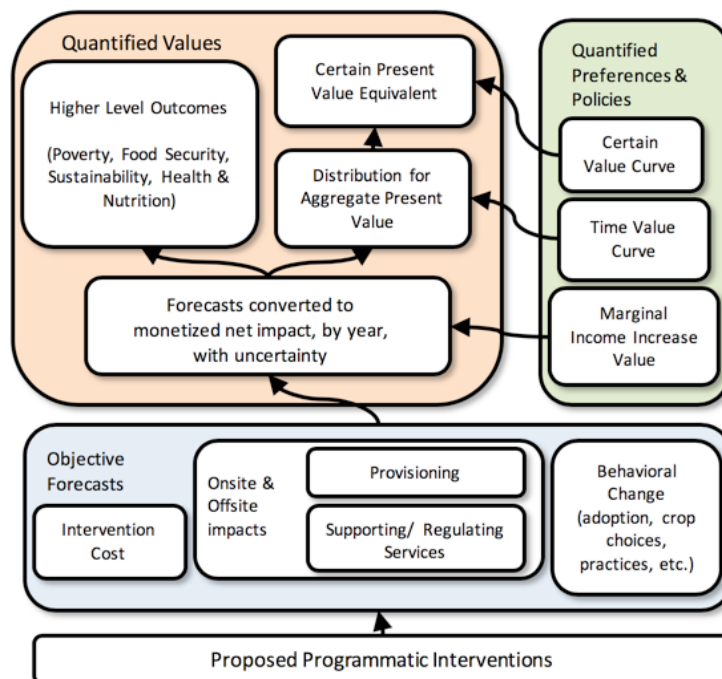 Quantified Values
Higher Level Outcomes
(Poverty, Food Security,
Sustainability, Health &
Nutrition)
Certain Present
Value Equivalent
Distribution for
Aggregate Present
Value
Forecasts converted to
monetized net impact, by year,
with uncertainty
Quantified
Preferences &
Policies
Certain
Value Curve
Time Value
Curve
Marginal
Income Increase
Value
Objective
Forecasts
Intervention
Cost
Onsite &
Offsite
impacts
Provisioning
Supporting/ Regulating
Services
Behavioral
Change
(adoption, crop
choices,
practices, etc.)
Proposed Programmatic Interventions